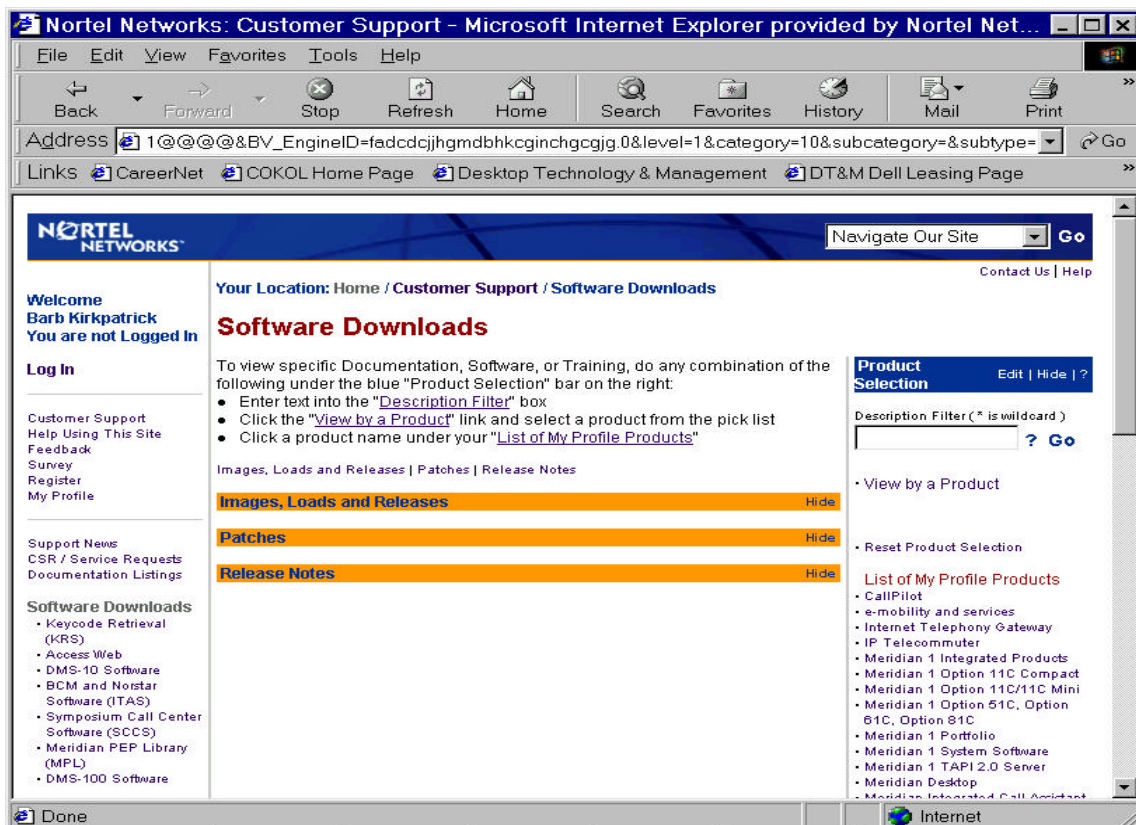 Nortel Networks: Customer Support - Microsoft Internet Explorer provided by Nortel Net...
File Edit View Favorites Tools Help
Back Forward Stop Refresh Home Search Favorites History Mail Print »
Address 1@@@@&BV_EngineID=fadcdcjjhgmdbhkcginchgcgjg.0&level=1&category=10&subcategory=&subtype= Go
Links CareerNet COKOL Home Page Desktop Technology & Management DT&M Dell Leasing Page »
NORTEL
NETWORKS™
Navigate Our Site Go
Contact Us | Help
Welcome
Barb Kirkpatrick
You are not Logged In
Log In
Customer Support
Help Using This Site
Feedback
Survey
Register
My Profile
Support News
CSR / Service Requests
Documentation Listings
Software Downloads
• Keycode Retrieval
(KRS)
• Access Web
• DMS-10 Software
• BCM and Norstar
Software (ITAS)
• Symposium Call Center
Software (SCCS)
• Meridian PEP Library
(MPL)
• DMS-100 Software
Your Location: Home / Customer Support / Software Downloads
Software Downloads
To view specific Documentation, Software, or Training, do any combination of the
following under the blue "Product Selection" bar on the right:
● Enter text into the "Description Filter" box
● Click the "View by a Product" link and select a product from the pick list
● Click a product name under your "List of My Profile Products"
Images, Loads and Releases | Patches | Release Notes
Images, Loads and Releases Hide
Patches Hide
Release Notes Hide
Product
Selection Edit | Hide | ?
Description Filter ( * is wildcard )
? Go
• View by a Product
• Reset Product Selection
List of My Profile Products
• CallPilot
• e-mobility and services
• Internet Telephony Gateway
• IP Telecommuter
• Meridian 1 Integrated Products
• Meridian 1 Option 11C Compact
• Meridian 1 Option 11C/11C Mini
• Meridian 1 Option 51C, Option
61C, Option 81C
• Meridian 1 Portfolio
• Meridian 1 System Software
• Meridian 1 TAPI 2.0 Server
• Meridian Desktop
• Meridian Integrated Call Assistant
Done Internet